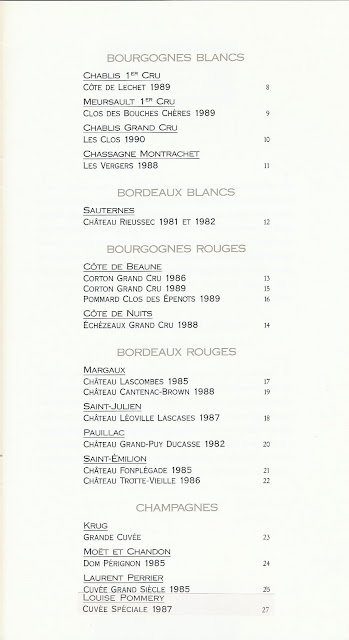 BOURGOGNES BLANCS
CHABLIS 1ER CRU
CÔTE DE LECHET 1989 8
MEURSAULT 1ER CRU
CLOS DES BOUCHES CHÈRES 1989 9
CHABLIS GRAND CRU
LES CLOS 1990 10
CHASSAGNE MONTRACHET
LES VERGERS 1988 11
BORDEAUX BLANCS
SAUTERNES
CHÂTEAU RIEUSSEC 1981 ET 1982 12
BOURGOGNES ROUGES
CÔTE DE BEAUNE
CORTON GRAND CRU 1986 13
CORTON GRAND CRU 1989 15
POMMARD CLOS DES ÉPENOTS 1989 16
CÔTE DE NUITS
ÉCHÉZEAUX GRAND CRU 1988 14
BORDEAUX ROUGES
MARGAUX
CHÂTEAU LASCOMBES 1985 17
CHÂTEAU CANTENAC-BROWN 1988 19
SAINT-JULIEN
CHÂTEAU LÉOVILLE LASCASES 1987 18
PAUILLAC
CHÂTEAU GRAND-PUY DUCASSE 1982 20
SAINT-ÉMILION
CHÂTEAU FONPLÉGADE 1985 21
CHÂTEAU TROTTE-VIEILLE 1986 22
CHAMPAGNES
KRUG
GRANDE CUVÉE 23
MOËT ET CHANDON
DOM PÉRIGNON 1985 24
LAURENT PERRIER
CUVÉE GRAND SIÈCLE 1985 25
LOUISE POMMERY
CUVÉE SPÉCIALE 1987 27